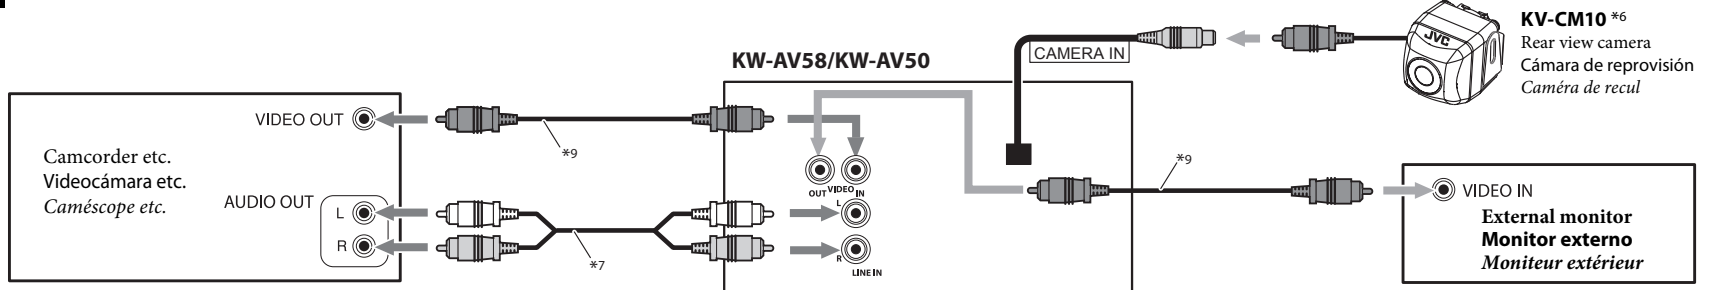 KV-CM10 *6
Rear view camera
Cámara de reprovisión
Caméra de recul
JVC
CAMERA IN
KW-AV58/KW-AV50
VIDEO OUT
*9
Camcorder etc.
Videocámara etc.
Caméscope etc.
AUDIO OUT
L
R
*7
OUT VIDEO IN
L
R
LINE IN
*9
VIDEO IN
External monitor
Monitor externo
Moniteur extérieur